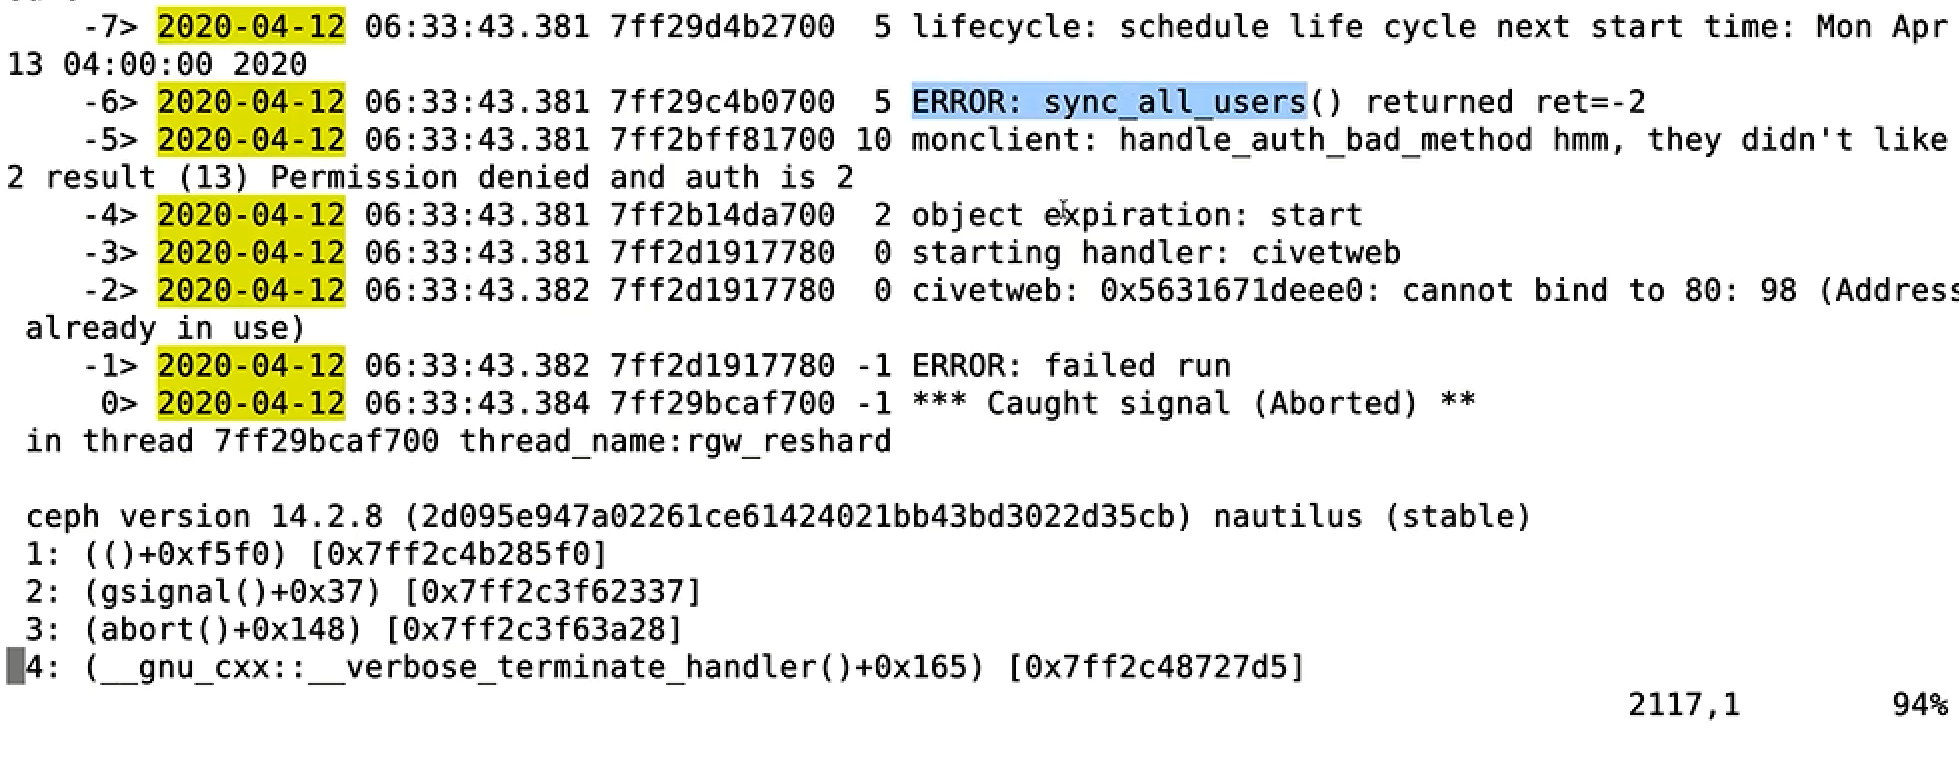 -7> 2020-04-12 06:33:43.381 7ff29d4b2700  5 lifecycle: schedule life cycle next start time: Mon Apr
13 04:00:00 2020
-6> 2020-04-12 06:33:43.381 7ff29c4b0700  5 ERROR: sync_all_users() returned ret=-2
-5> 2020-04-12 06:33:43.381 7ff2bff81700 10 monclient: handle_auth_bad_method hmm, they didn't like
2 result (13) Permission denied and auth is 2
-4> 2020-04-12 06:33:43.381 7ff2b14da700  2 object expiration: start
-3> 2020-04-12 06:33:43.381 7ff2d1917780  0 starting handler: civetweb
-2> 2020-04-12 06:33:43.382 7ff2d1917780  0 civetweb: 0x5631671deee0: cannot bind to 80: 98 (Address
already in use)
-1> 2020-04-12 06:33:43.382 7ff2d1917780 -1 ERROR: failed run
0> 2020-04-12 06:33:43.384 7ff29bcaf700 -1 *** Caught signal (Aborted) **
in thread 7ff29bcaf700 thread_name:rgw_reshard
ceph version 14.2.8 (2d095e947a02261ce61424021bb43bd3022d35cb) nautilus (stable)
1: (()+0xf5f0) [0x7ff2c4b285f0]
2: (gsignal()+0x37) [0x7ff2c3f62337]
3: (abort()+0x148) [0x7ff2c3f63a28]
4: (__gnu_cxx::__verbose_terminate_handler()+0x165) [0x7ff2c48727d5]
2117,1 94%